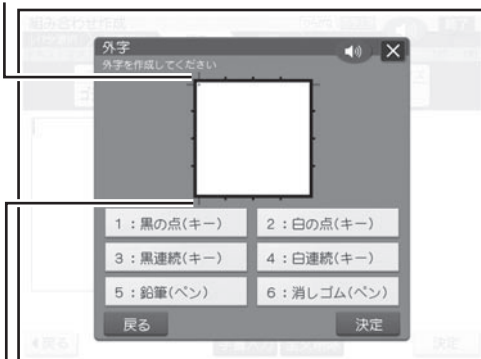 組み合わせ作成
外字
外字を作成してください
1：黒の点(キー)
2：白の点(キー)
3：黒連続(キー)
4：白連続(キー)
5：鉛筆(ペン)
6：消しゴム(ペン)
戻る
決定
戻る
決定